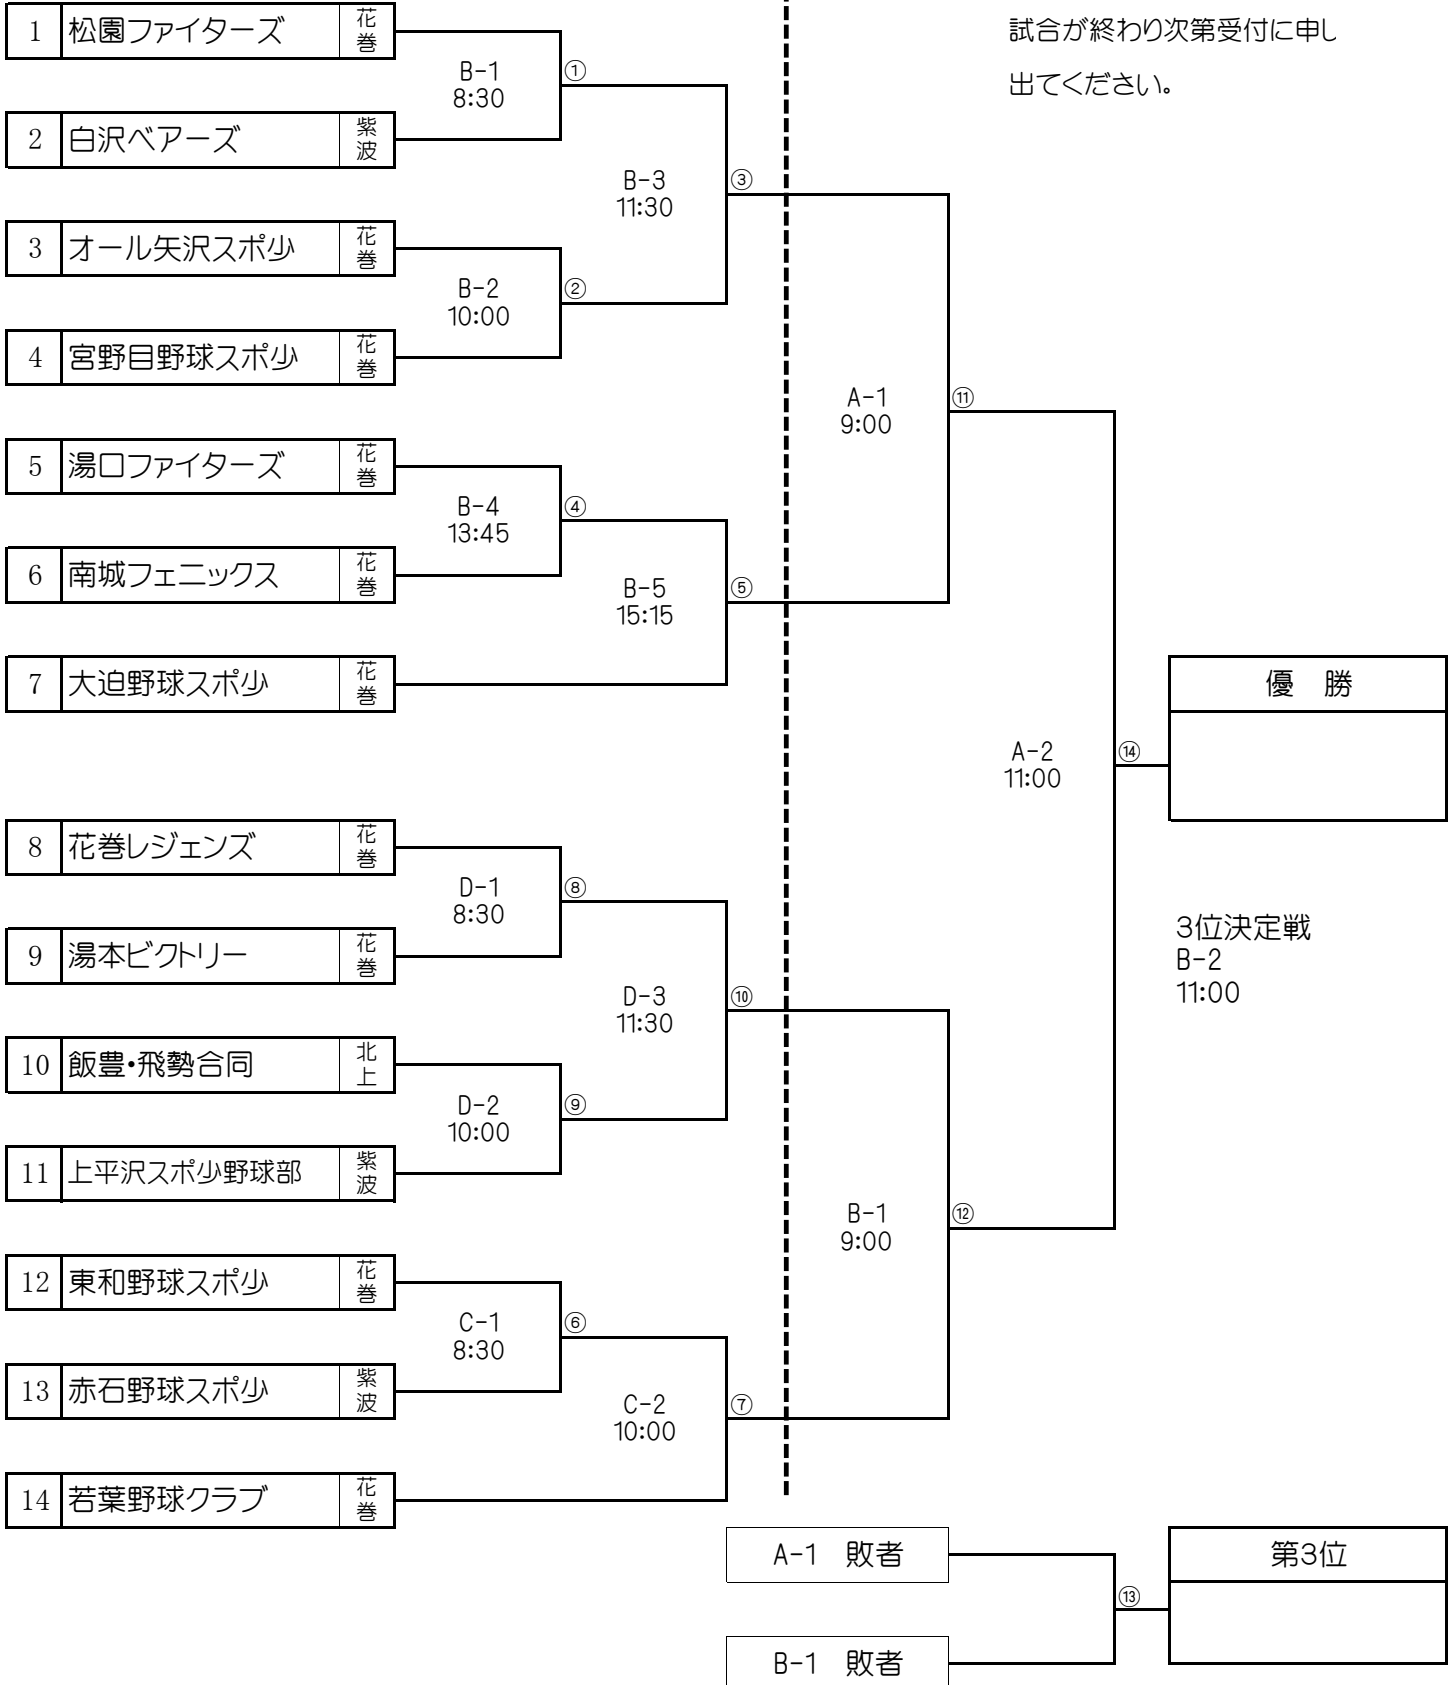 試合が終わり次第受付に申し
出てください。
1 松園ファイターズ 花巻
B-1
8:30
①
2 白沢ベアーズ 紫波
B-3
11:30
③
3 オール矢沢スポ少 花巻
B-2
10:00
②
4 宮野目野球スポ少 花巻
A-1
9:00
⑪
5 湯口ファイターズ 花巻
B-4
13:45
④
6 南城フェニックス 花巻
B-5
15:15
⑤
7 大迫野球スポ少 花巻
優 勝
A-2
11:00
⑭
8 花巻レジェンズ 花巻
D-1
8:30
⑧
3位決定戦
B-2
11:00
9 湯本ビクトリー 花巻
D-3
11:30
⑩
10 飯豊・飛勢合同 北上
D-2
10:00
⑨
11 上平沢スポ少野球部 紫波
B-1
9:00
⑫
12 東和野球スポ少 花巻
C-1
8:30
⑥
13 赤石野球スポ少 紫波
C-2
10:00
⑦
14 若葉野球クラブ 花巻
A-1 敗者
第3位
⑬
B-1 敗者